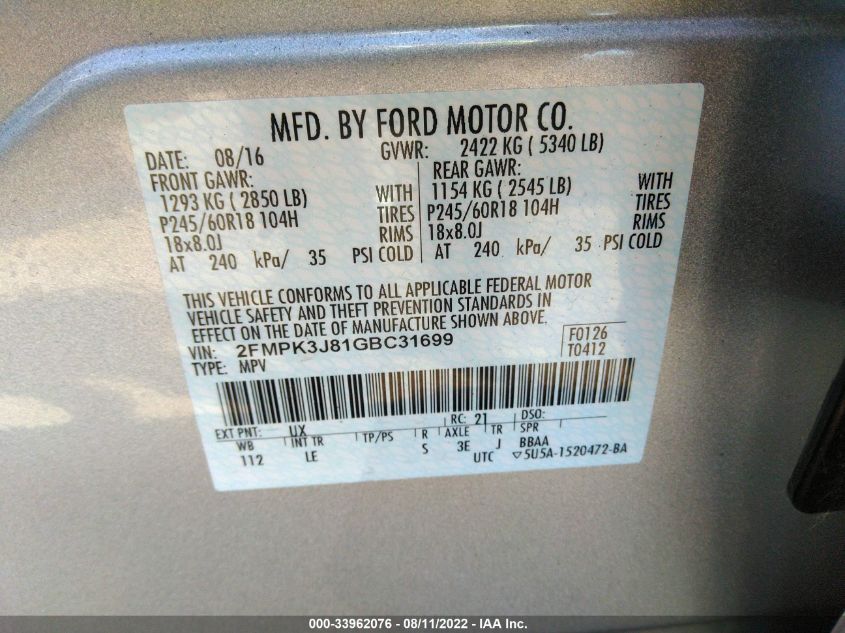 MFD. BY FORD MOTOR CO.
DATE: 08/16 GVWR: 2422 KG ( 5340 LB)
FRONT GAWR: REAR GAWR:
1293 KG ( 2850 LB) WITH 1154 KG ( 2545 LB) WITH
P245/60R18 104H TIRES P245/60R18 104H TIRES
18x8.0J RIMS 18x8.0J RIMS
AT 240 kPa/ 35 PSI COLD AT 240 kPa/ 35 PSI COLD
THIS VEHICLE CONFORMS TO ALL APPLICABLE FEDERAL MOTOR
VEHICLE SAFETY AND THEFT PREVENTION STANDARDS IN
EFFECT ON THE DATE OF MANUFACTURE SHOWN ABOVE.
VIN: 2FMPK3J81GBC31699 F0126
TYPE: MPV T0412
EXT PNT: UX RC: 21 DSO:
WB INT TR TP/PS R AXLE TR SPR
112 LE S 3E J BBAA
UTC ▽5U5A-1520472-BA
000-33962076 - 08/11/2022 - IAA Inc.